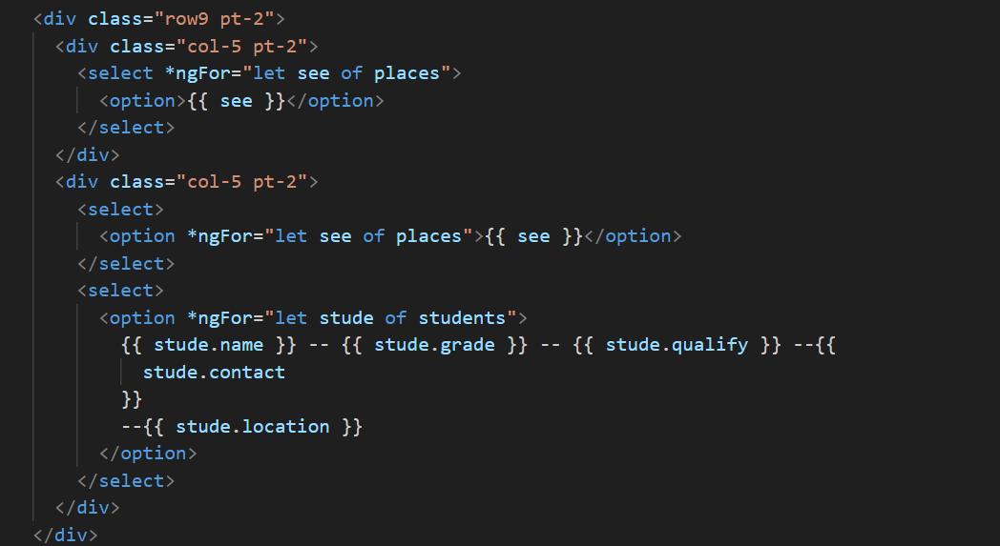 <div class="row9 pt-2">
<div class="col-5 pt-2">
<select *ngFor="let see of places">
<option>{{ see }}</option>
</select>
</div>
<div class="col-5 pt-2">
<select>
<option *ngFor="let see of places">{{ see }}</option>
</select>
<select>
<option *ngFor="let stude of students">
{{ stude.name }} -- {{ stude.grade }} -- {{ stude.qualify }} --{{
stude.contact
}}
--{{ stude.location }}
</option>
</select>
</div>
</div>